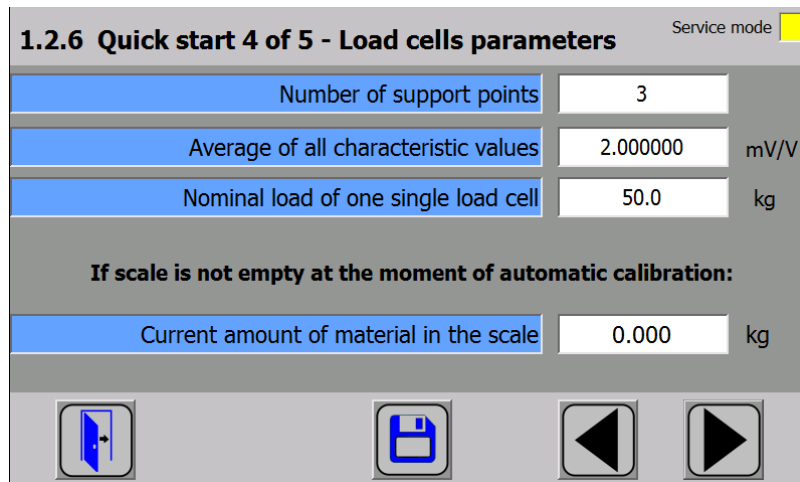 1.2.6 Quick start 4 of 5 - Load cells parameters
Service mode
Number of support points 3
Average of all characteristic values 2.000000 mV/V
Nominal load of one single load cell 50.0 kg
If scale is not empty at the moment of automatic calibration:
Current amount of material in the scale 0.000 kg